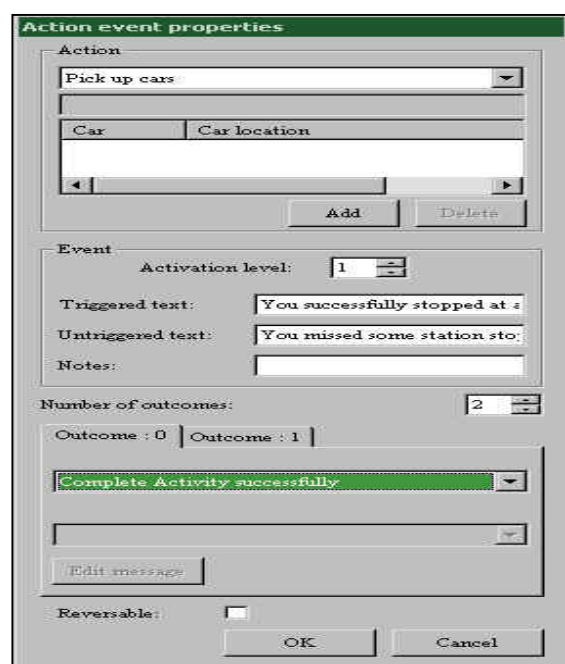 Action event properties
Action
Pick up cars
Car Car location
Add Delete
Event
Activation level: 1
Triggered text: You successfully stopped at a
Untriggered text: You missed some station sto
Notes:
Number of outcomes: 2
Outcome : 0 Outcome : 1
Complete Activity successfully
Edit message
Reversable:
OK Cancel